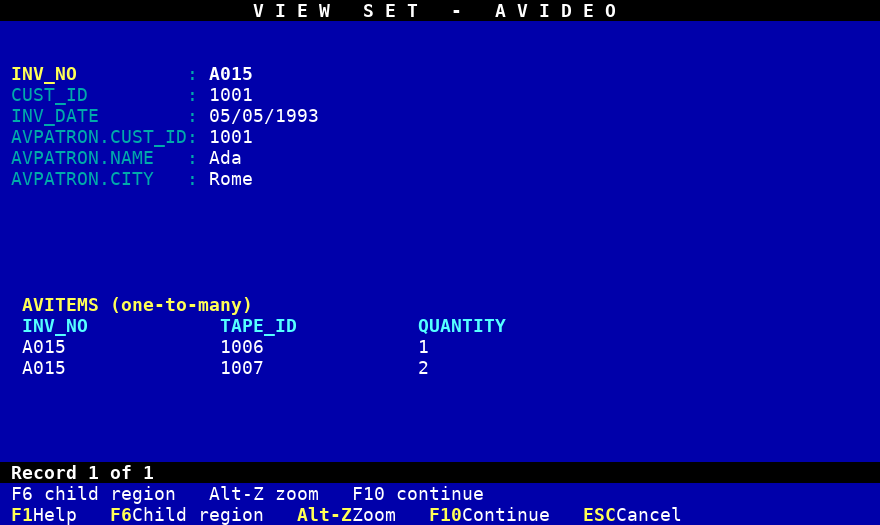 V I E W   S E T   -   A V I D E O
INV_NO          : A015
CUST_ID         : 1001
INV_DATE        : 05/05/1993
AVPATRON.CUST_ID: 1001
AVPATRON.NAME   : Ada
AVPATRON.CITY   : Rome
AVITEMS (one-to-many)
INV_NO            TAPE_ID           QUANTITY
A015              1006              1
A015              1007              2
Record 1 of 1
F6 child region   Alt-Z zoom   F10 continue
F1Help   F6Child region   Alt-ZZoom   F10Continue   ESCCancel